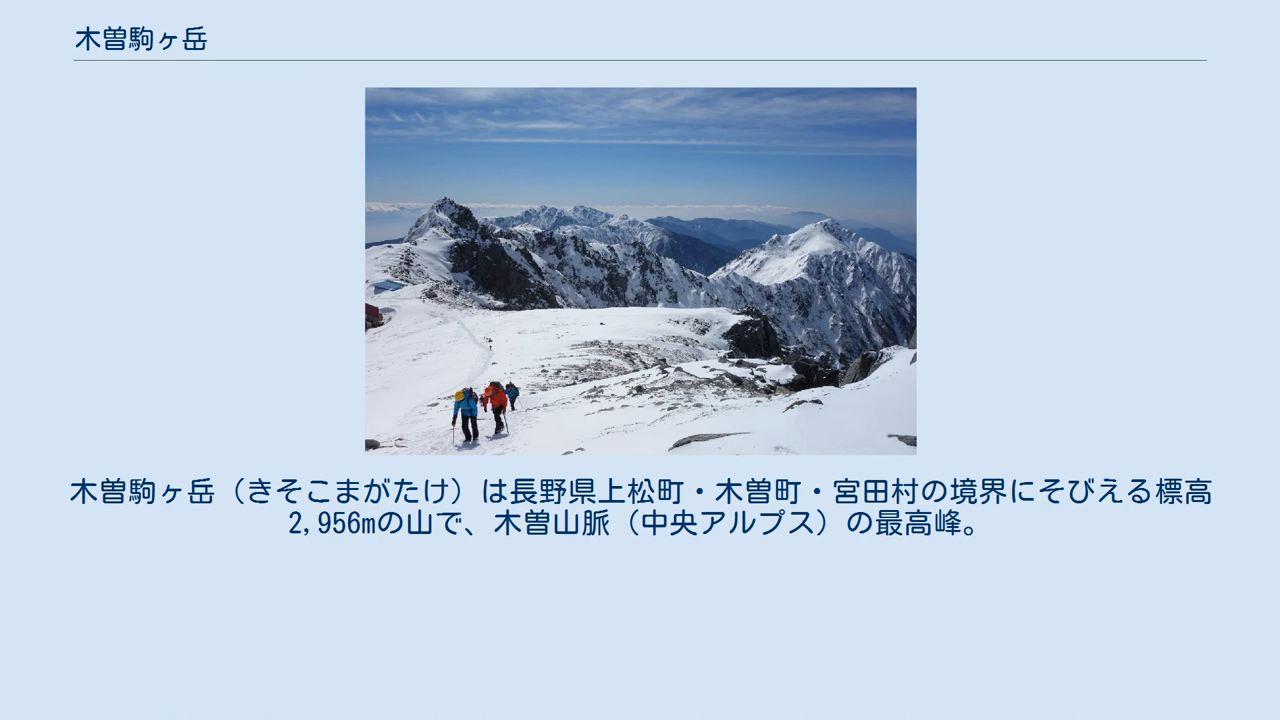 木曽駒ヶ岳
木曽駒ヶ岳（きそこまがたけ）は長野県上松町・木曽町・宮田村の境界にそびえる標高
2,956mの山で、木曽山脈（中央アルプス）の最高峰。